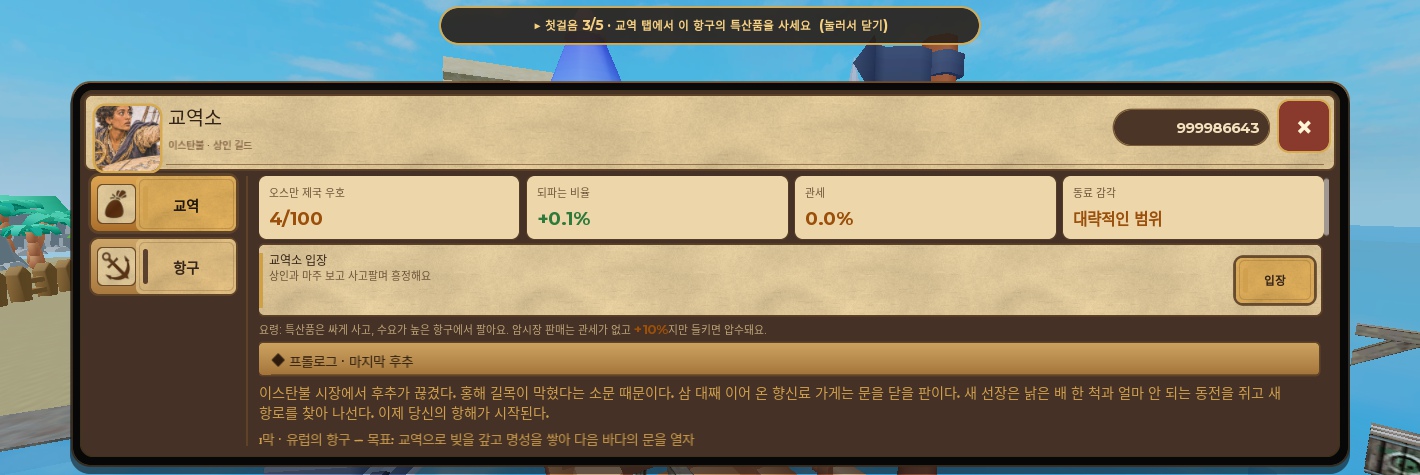 ▸ 첫걸음 3/5 · 교역 탭에서 이 항구의 특산품을 사세요 (눌러서 닫기)
교역소
이스탄불 · 상인 길드
999986643
×
교역
항구
오스만 제국 우호
4/100
되파는 비율
+0.1%
관세
0.0%
동료 감각
대략적인 범위
교역소 입장
상인과 마주 보고 사고팔며 흥정해요
입장
요령: 특산품은 싸게 사고, 수요가 높은 항구에서 팔아요. 암시장 판매는 관세가 없고 +10%지만 들키면 압수돼요.
◆ 프롤로그 · 마지막 후추
이스탄불 시장에서 후추가 끊겼다. 홍해 길목이 막혔다는 소문 때문이다. 삼 대째 이어 온 향신료 가게는 문을 닫을 판이다. 새 선장은 낡은 배 한 척과 얼마 안 되는 동전을 쥐고 새
항로를 찾아 나선다. 이제 당신의 항해가 시작된다.
1막 · 유럽의 항구 — 목표: 교역으로 빚을 갚고 명성을 쌓아 다음 바다의 문을 열자